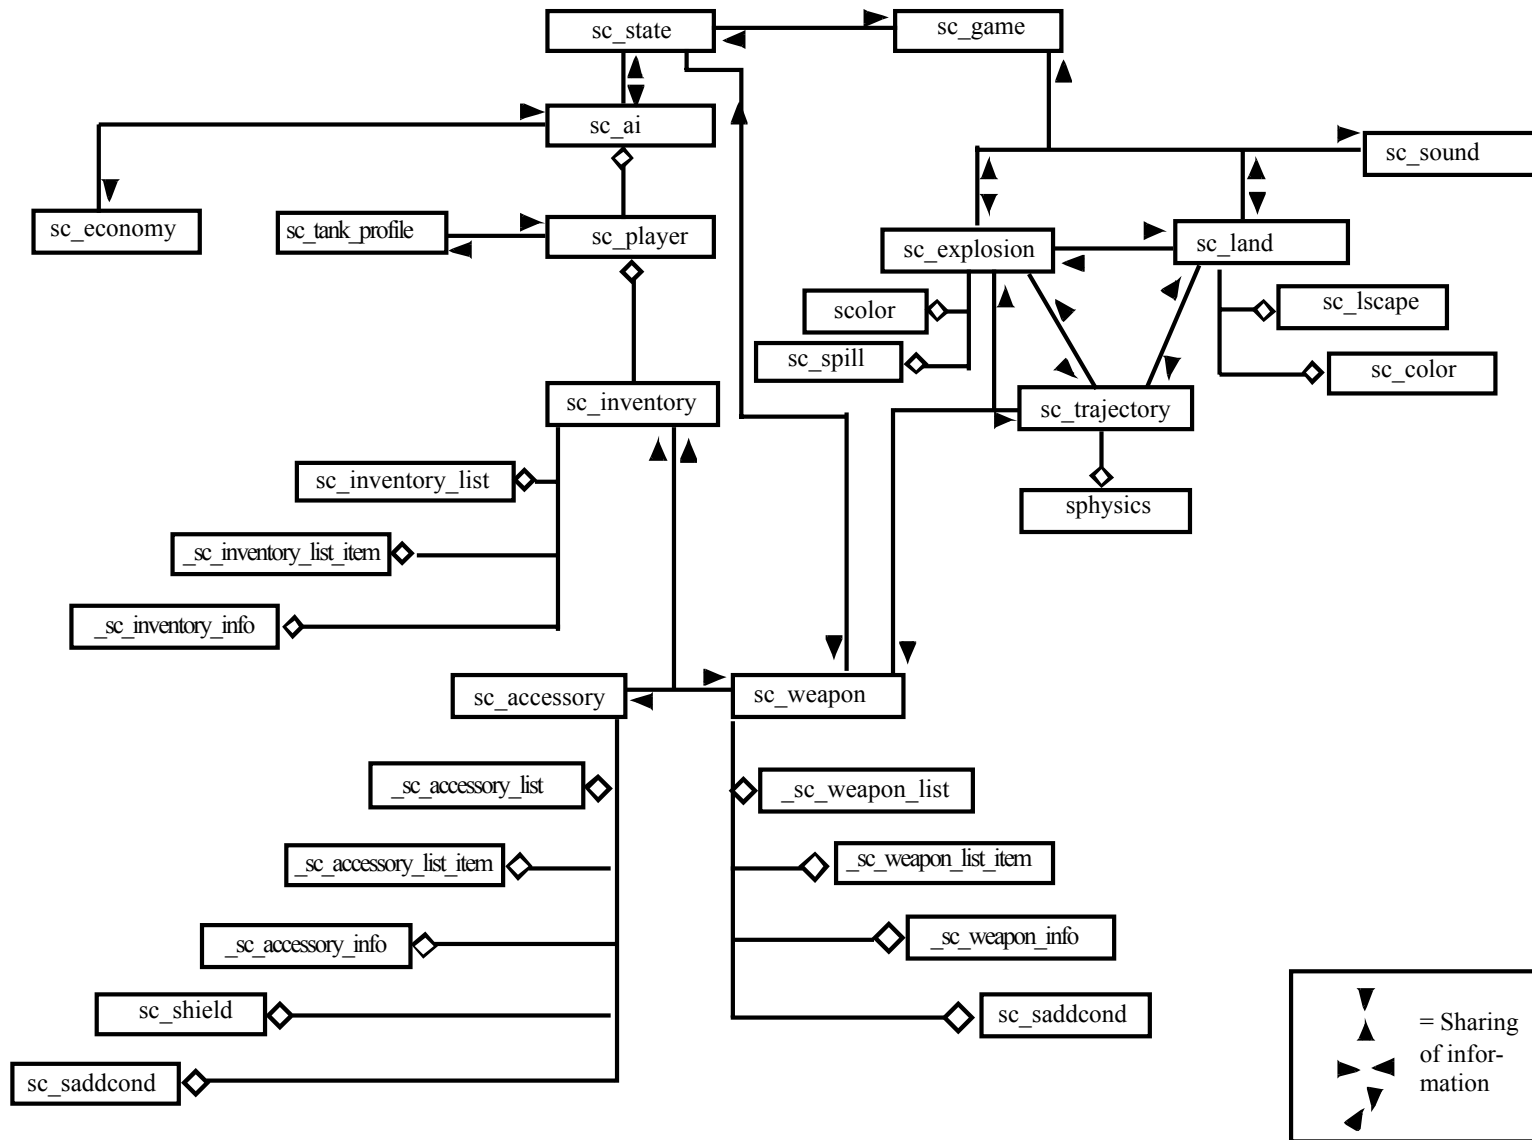 sc_state
sc_game
sc_ai
sc_sound
sc_economy
sc_tank_profile
sc_player
sc_explosion
sc_land
scolor
sc_lscape
sc_spill
sc_color
sc_inventory
sc_trajectory
sc_inventory_list
sphysics
_sc_inventory_list_item
_sc_inventory_info
sc_accessory
sc_weapon
_sc_accessory_list
_sc_weapon_list
_sc_accessory_list_item
_sc_weapon_list_item
_sc_accessory_info
_sc_weapon_info
sc_shield
sc_saddcond
sc_saddcond
= Sharing
of infor-
mation